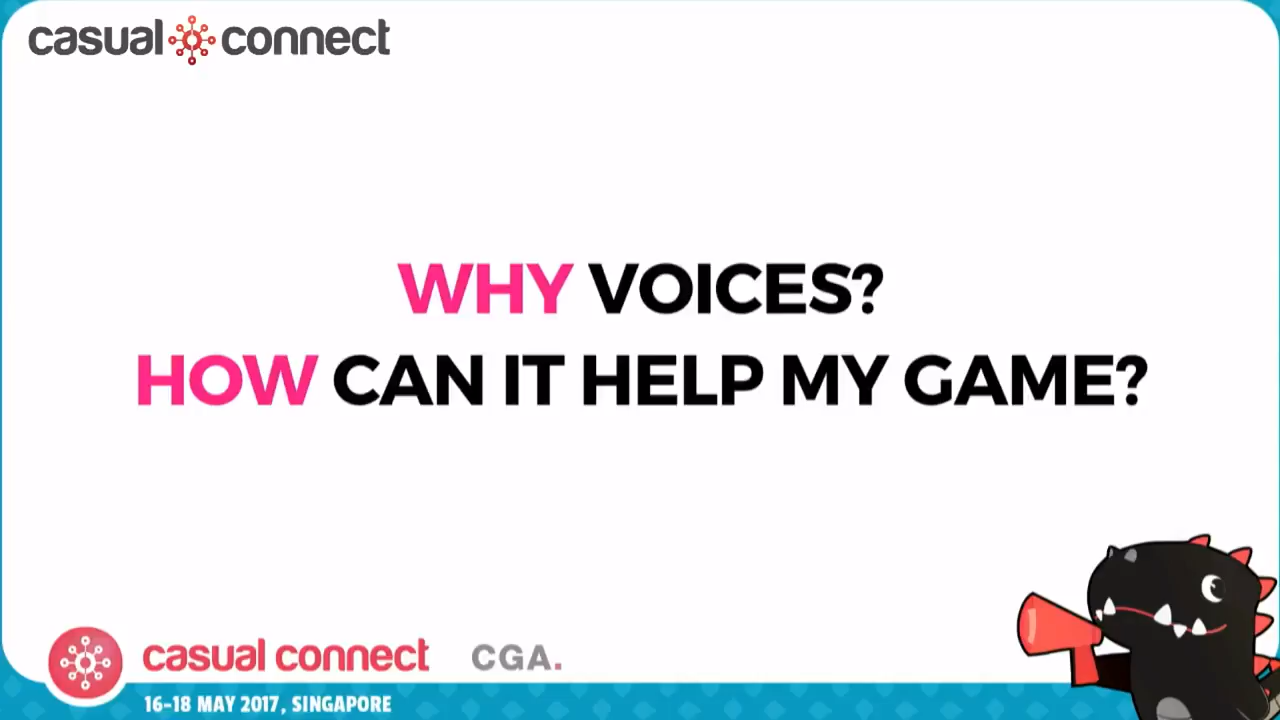 casual connect
WHY VOICES?
HOW CAN IT HELP MY GAME?
casual connect CGA.
16-18 MAY 2017, SINGAPORE